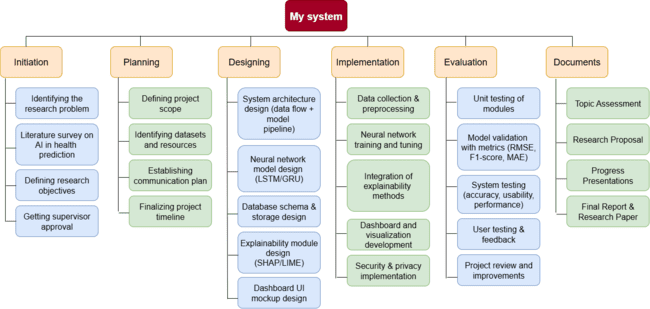 My system
Initiation
Planning
Designing
Implementation
Evaluation
Documents
Identifying the
research problem
Literature survey on
AI in health
prediction
Defining research
objectives
Getting supervisor
approval
Defining project
scope
Identifying datasets
and resources
Establishing
communication plan
Finalizing project
timeline
System architecture
design (data flow +
model
pipeline)
Neural network
model design
(LSTM/GRU)
Database schema &
storage design
Explainability module
design
(SHAP/LIME)
Dashboard UI
mockup design
Data collection &
preprocessing
Neural network
training and tuning
Integration of
explainability
methods
Dashboard and
visualization
development
Security & privacy
implementation
Unit testing of
modules
Model validation
with metrics (RMSE,
F1-score, MAE)
System testing
(accuracy, usability,
performance)
User testing &
feedback
Project review and
improvements
Topic Assessment
Research Proposal
Progress
Presentations
Final Report &
Research Paper